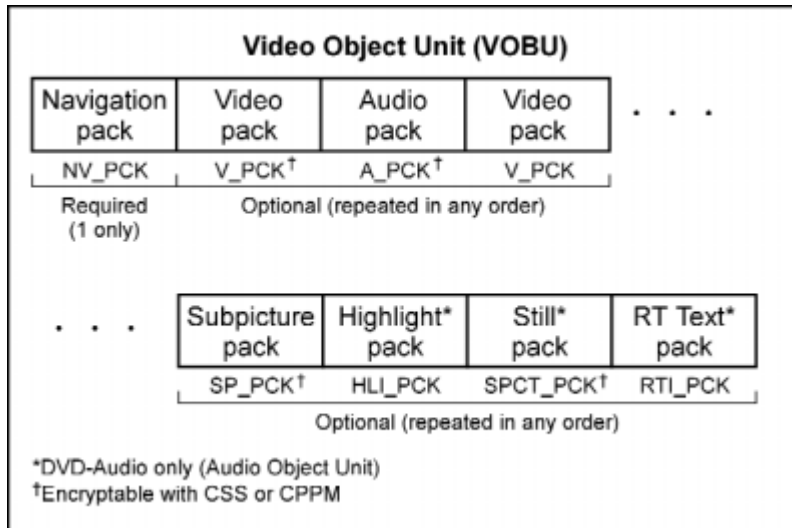 Video Object Unit (VOBU)
Navigation pack
Video pack
Audio pack
Video pack
. . .
NV_PCK
V_PCK†
A_PCK†
V_PCK
Required (1 only)
Optional (repeated in any order)
. . .
Subpicture pack
Highlight* pack
Still* pack
RT Text* pack
SP_PCK†
HLI_PCK
SPCT_PCK†
RTI_PCK
Optional (repeated in any order)
*DVD-Audio only (Audio Object Unit)
†Encryptable with CSS or CPPM